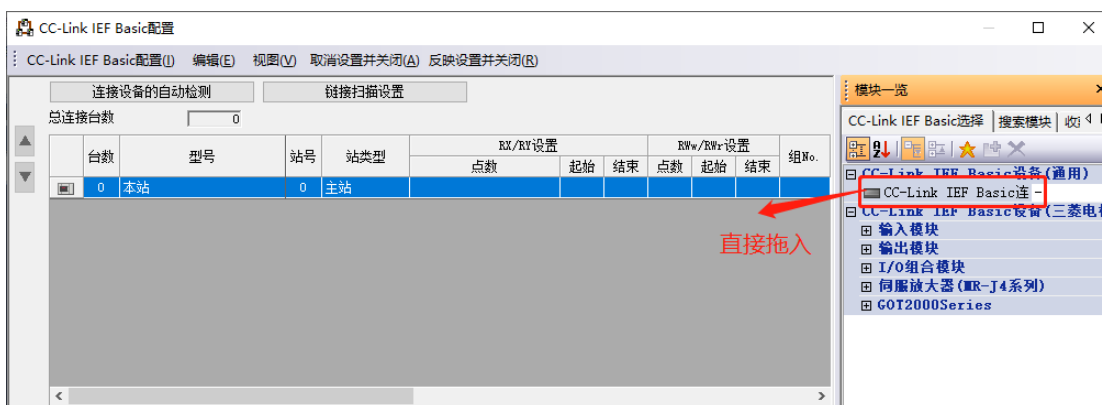 CC-Link IEF Basic配置
CC-Link IEF Basic配置(I) 编辑(E) 视图(V) 取消设置并关闭(A) 反映设置并关闭(R)
连接设备的自动检测 链接扫描设置
总连接台数 0
台数 型号 站号 站类型 RX/RY设置 RWw/RWr设置 组No.
点数 起始 结束 点数 起始 结束
0 本站 0 主站
直接拖入
模块一览
CC-Link IEF Basic选择 搜索模块 收
CC-Link IEF Basic设备(通用)
CC-Link IEF Basic连
CC-Link IEF Basic设备(三菱电
输入模块
输出模块
I/O组合模块
伺服放大器(MR-J4系列)
GOT2000Series